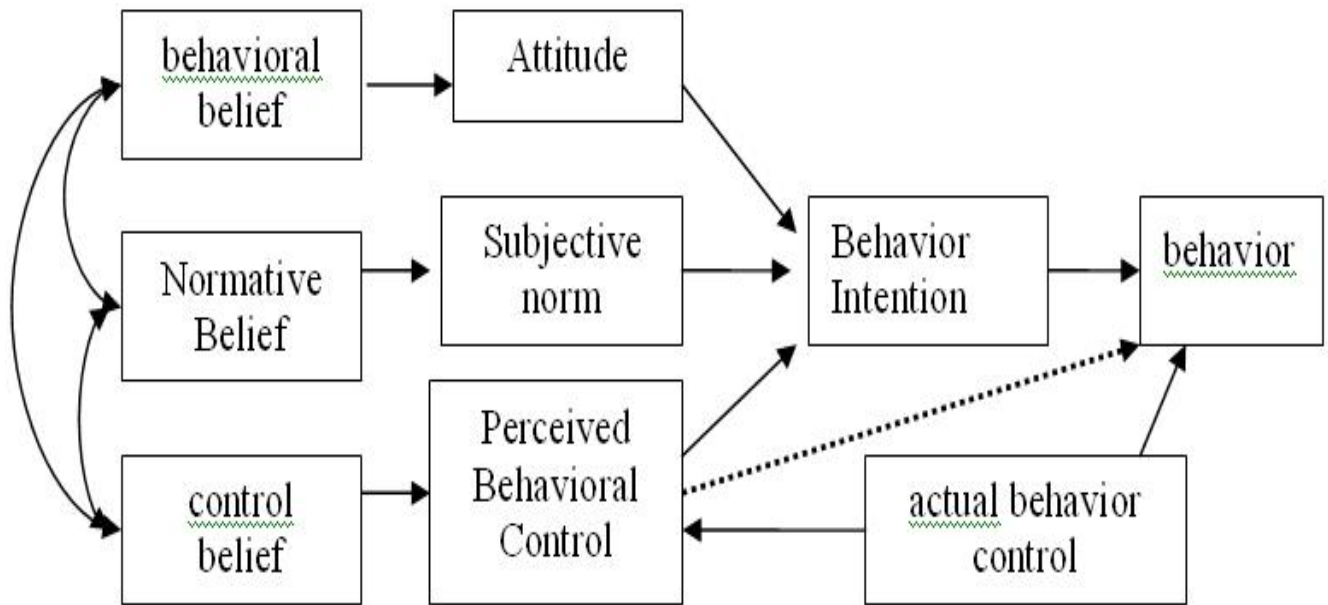 behavioral
belief
Attitude
Normative
Belief
Subjective
norm
Behavior
Intention
behavior
control
belief
Perceived
Behavioral
Control
actual behavior
control